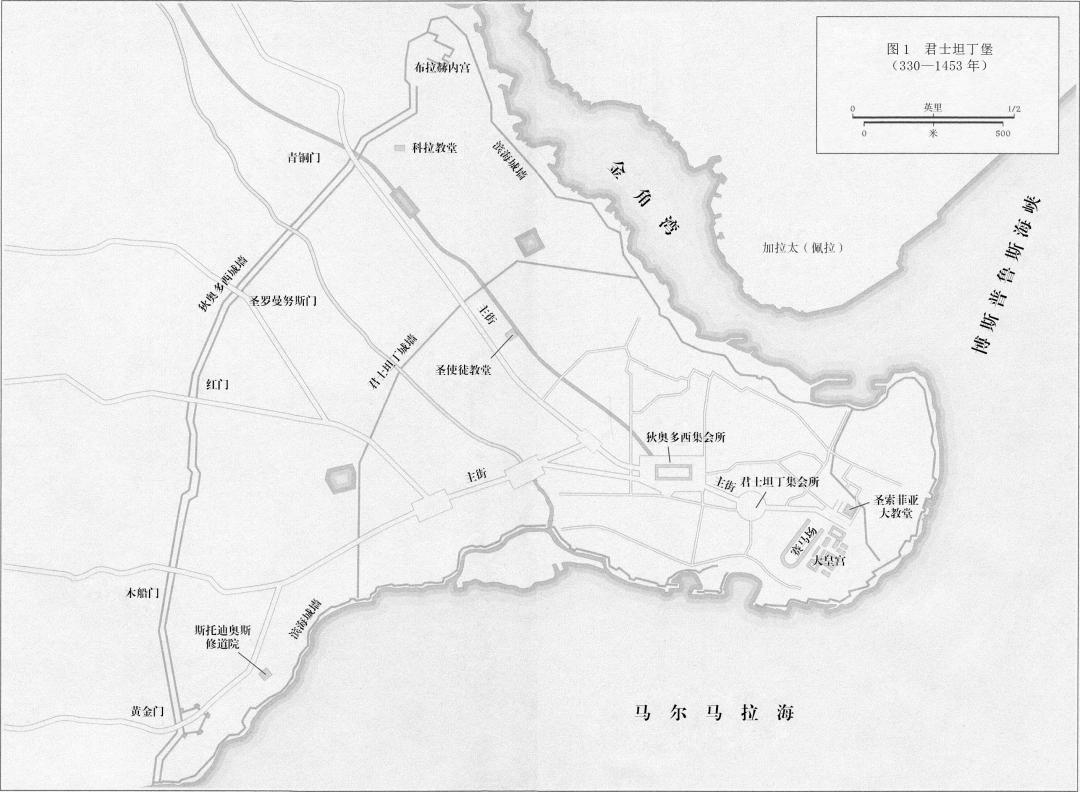 图1 君士坦丁堡
（330—1453 年）
0 英里 1/2
0 米 500
布拉赫内宫
科拉教堂
青铜门
滨海城墙
金角湾
加拉太（佩拉）
博斯普鲁斯海峡
狄奥多西城墙
圣罗曼努斯门
主街
君士坦丁城墙
圣使徒教堂
红门
狄奥多西集会所
主街
主街
君士坦丁集会所
圣索菲亚
大教堂
赛马场
大皇宫
木船门
滨海城墙
斯托迪奥斯
修道院
黄金门
马尔马拉海